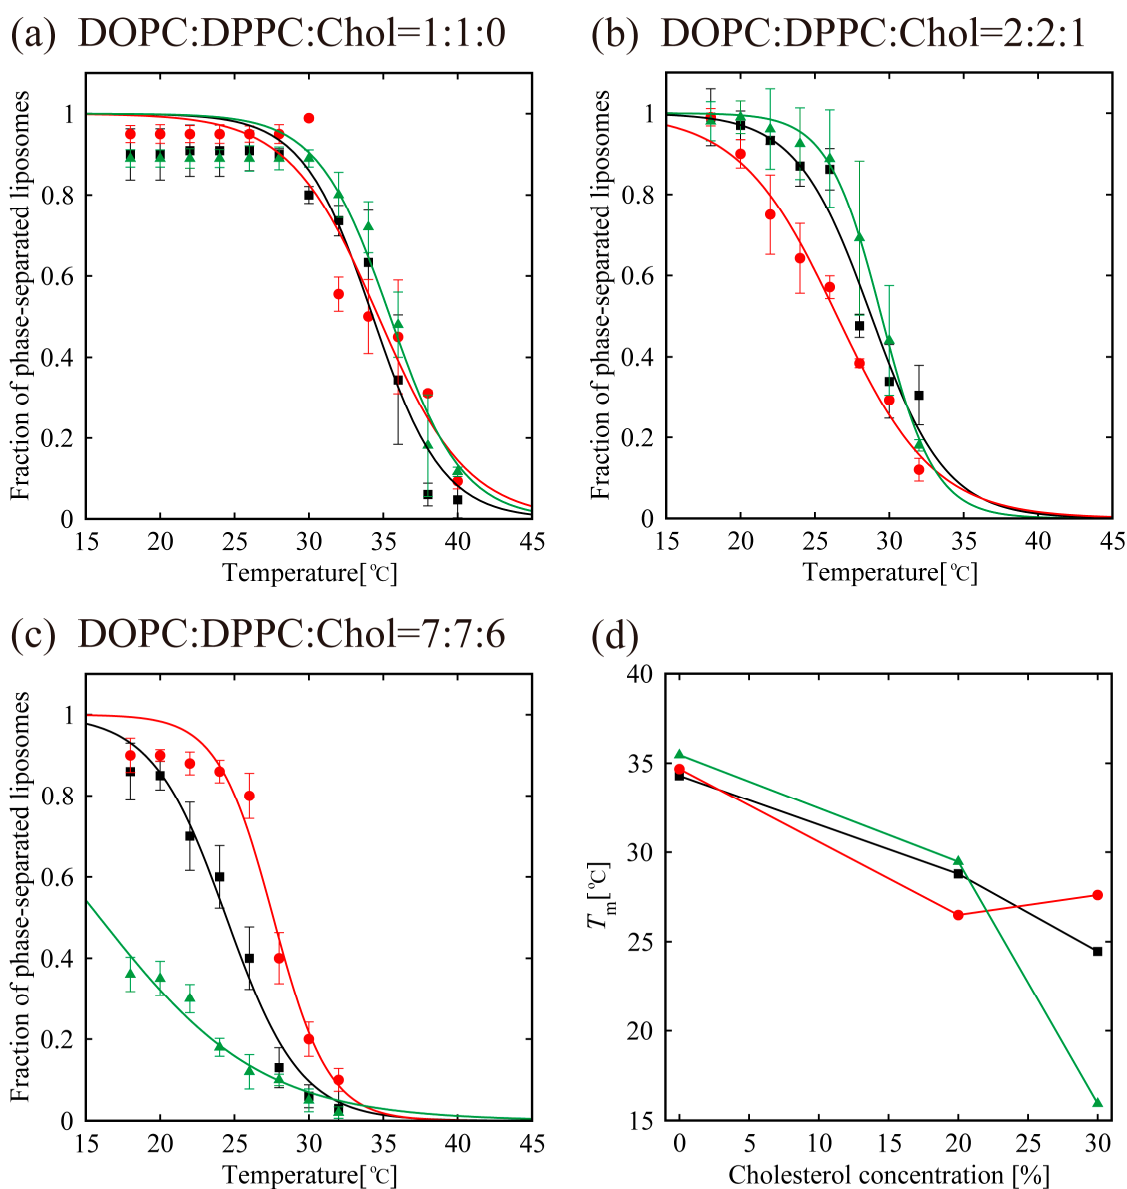 (a) DOPC:DPPC:Chol=1:1:0
Fraction of phase-separated liposomes
1
0.8
0.6
0.4
0.2
0
15 20 25 30 35 40 45
Temperature[℃]
(b) DOPC:DPPC:Chol=2:2:1
Fraction of phase-separated liposomes
1
0.8
0.6
0.4
0.2
0
15 20 25 30 35 40 45
Temperature[℃]
(c) DOPC:DPPC:Chol=7:7:6
Fraction of phase-separated liposomes
1
0.8
0.6
0.4
0.2
0
15 20 25 30 35 40 45
Temperature[℃]
(d)
Tm[℃]
40
35
30
25
20
15
0 5 10 15 20 25 30
Cholesterol concentration [%]